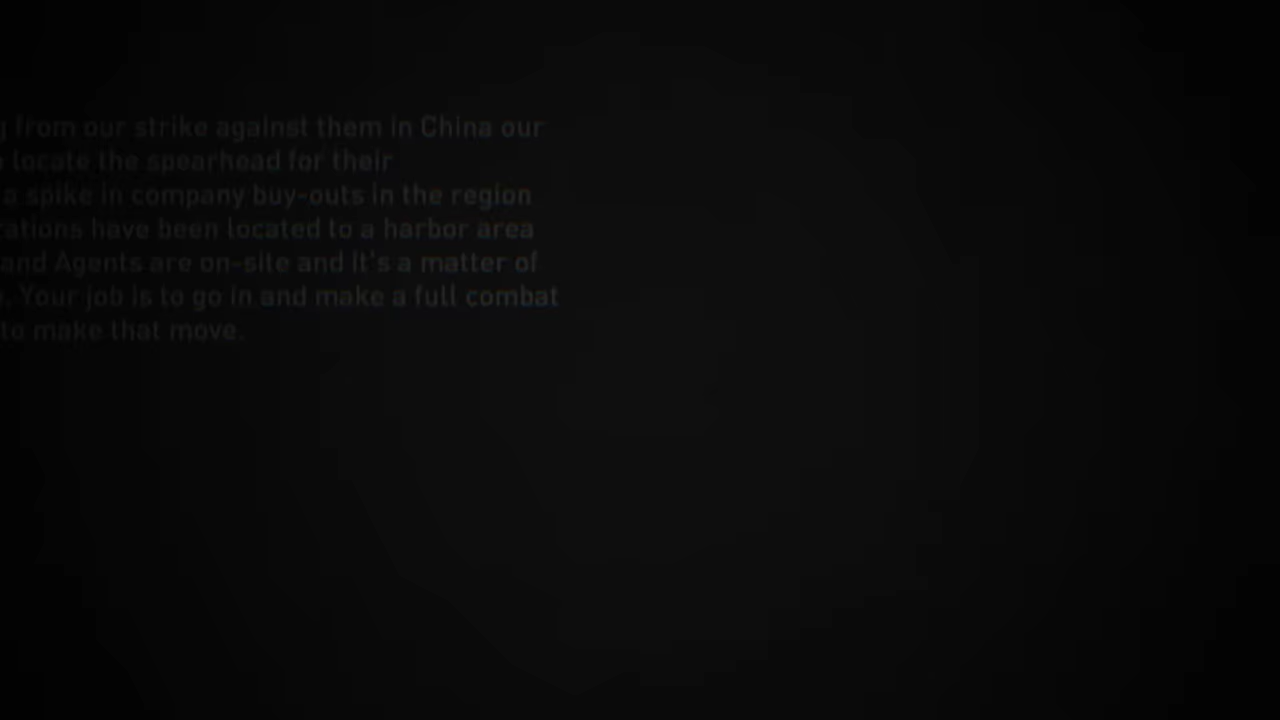 from our strike against them in China our
locate the spearhead for their
a spike in company buy-outs in the region
have been located to a harbor area
and Agents are on-site and it's a matter of
Your job is to go in and make a full combat
to make that move.